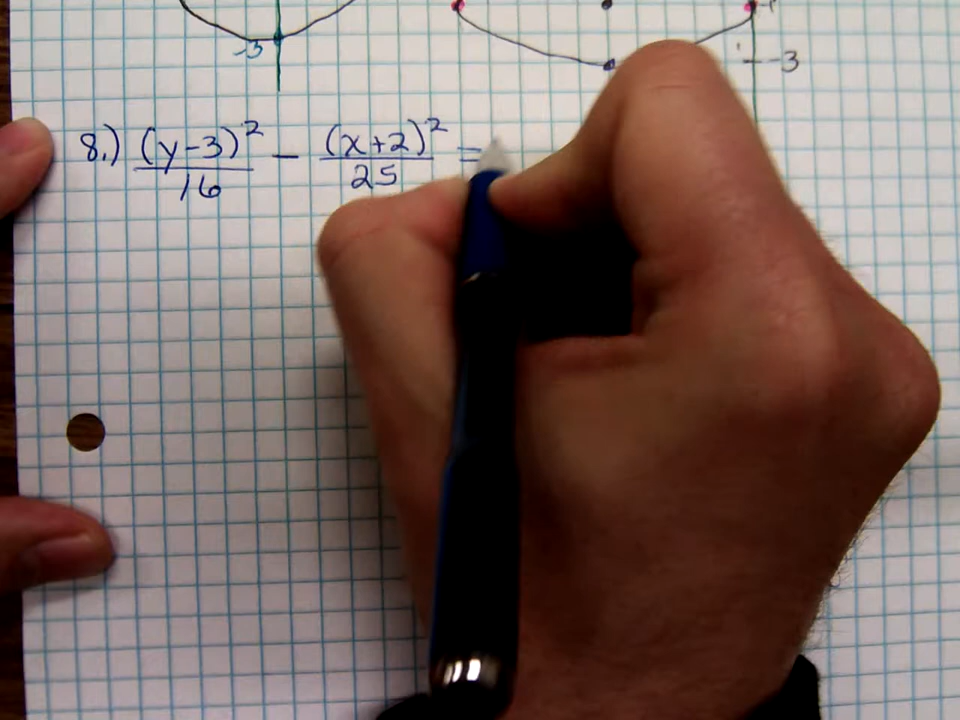 -3
-3
8.) (y-3)² / 16 - (x+2)² / 25 =